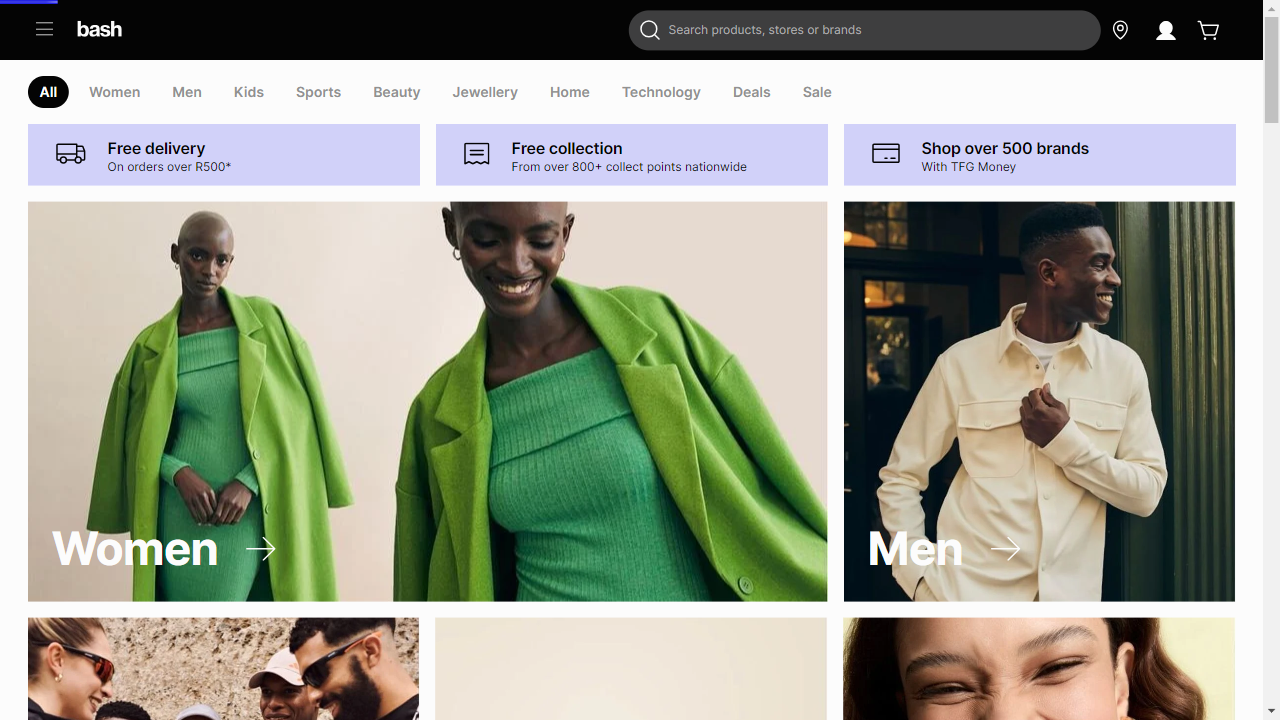 bash
Search products, stores or brands
All
Women
Men
Kids
Sports
Beauty
Jewellery
Home
Technology
Deals
Sale
Free delivery
On orders over R500*
Free collection
From over 800+ collect points nationwide
Shop over 500 brands
With TFG Money
Women
Men